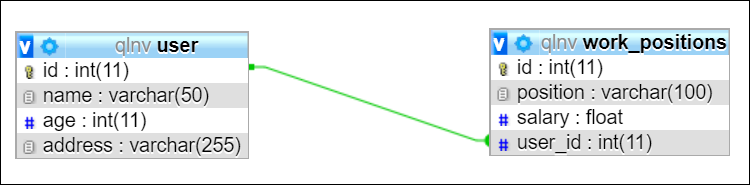 v qlnv user
id : int(11)
name : varchar(50)
age : int(11)
address : varchar(255)
v qlnv work_positions
id : int(11)
position : varchar(100)
salary : float
user_id : int(11)